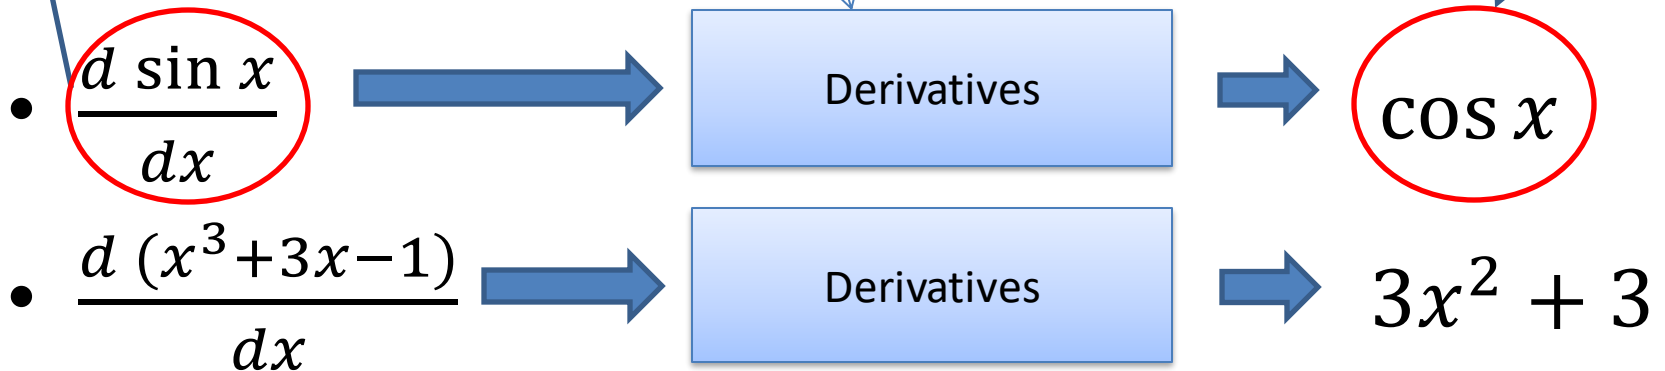 • d sin x / dx Derivatives cos x
• d (x³+3x−1) / dx Derivatives 3x² + 3